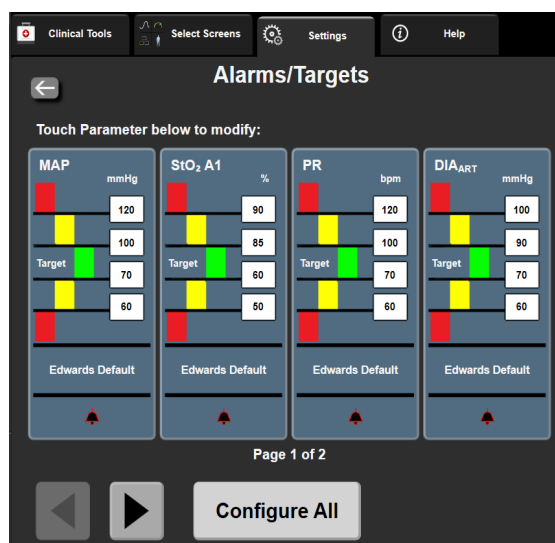 Clinical Tools
Select Screens
Settings
Help
Alarms/Targets
Touch Parameter below to modify:
MAP
mmHg
120
100
Target
70
60
Edwards Default
StO₂ A1
%
90
85
Target
60
50
Edwards Default
PR
bpm
120
100
Target
70
60
Edwards Default
DIAART
mmHg
100
90
Target
70
60
Edwards Default
Page 1 of 2
Configure All